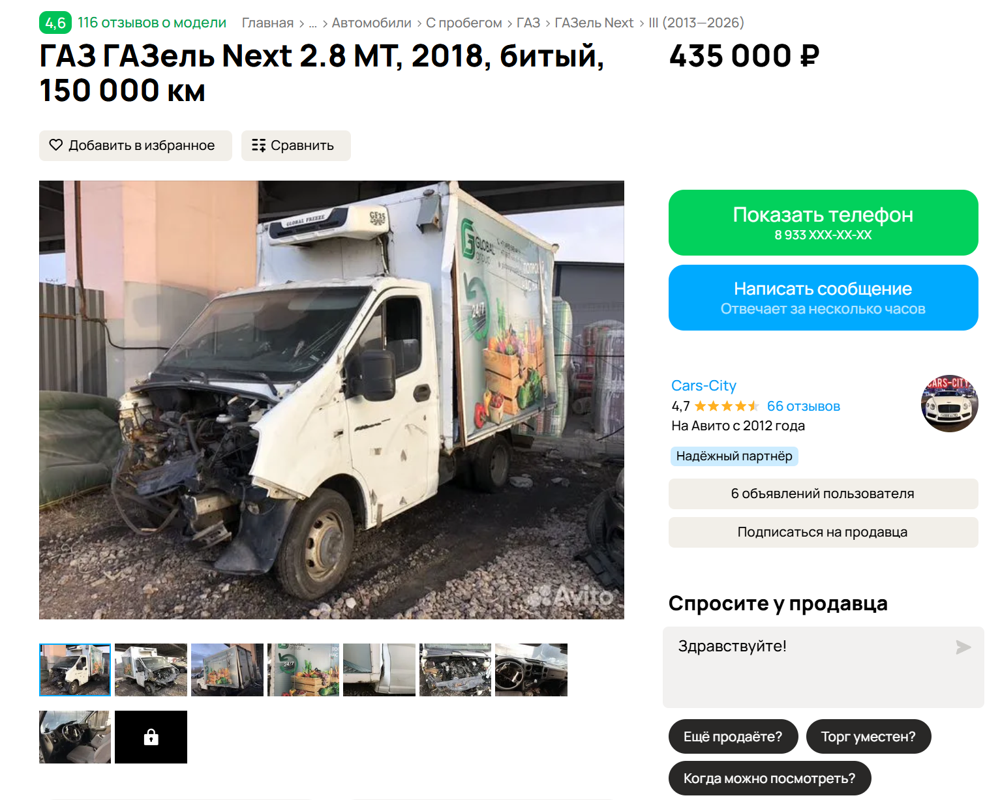 4,6 116 отзывов о модели Главная › ... › Автомобили › С пробегом › ГАЗ › ГАЗель Next › III (2013—2026)
ГАЗ ГАЗель Next 2.8 MT, 2018, битый,
150 000 км
435 000 ₽
Добавить в избранное
Сравнить
GLOBAL FREEZE
GF25
GLOBAL
group
24/7
Avito
Показать телефон
8 933 XXX-XX-XX
Написать сообщение
Отвечает за несколько часов
Cars-City
4,7 66 отзывов
На Авито с 2012 года
Надёжный партнёр
6 объявлений пользователя
Подписаться на продавца
Спросите у продавца
Здравствуйте!
Ещё продаёте?
Торг уместен?
Когда можно посмотреть?